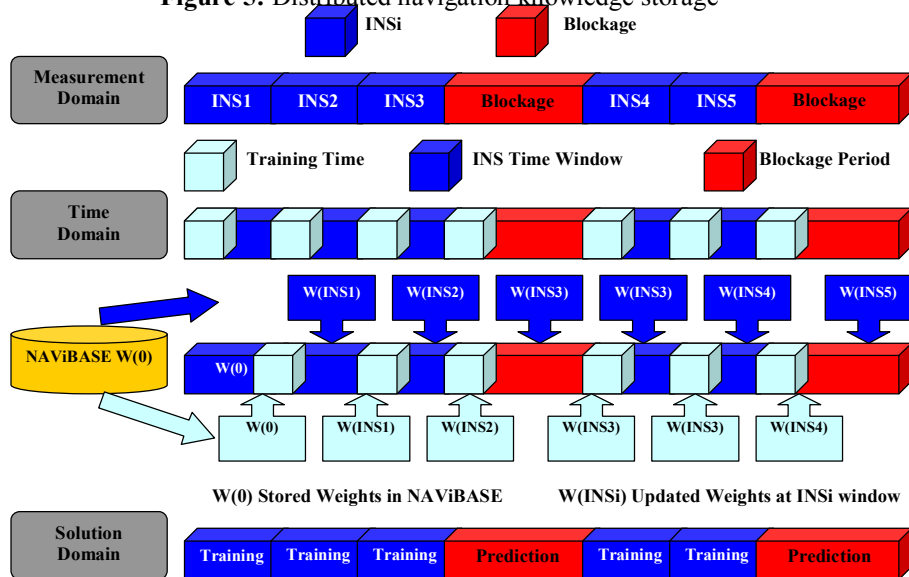 Figure 3: Distributed navigation knowledge storage
INSi
Blockage
Measurement
Domain
INS1
INS2
INS3
Blockage
INS4
INS5
Blockage
Training Time
INS Time Window
Blockage Period
Time
Domain
W(INS1)
W(INS2)
W(INS3)
W(INS3)
W(INS4)
W(INS5)
NAViBASE W(0)
W(0)
W(0)
W(INS1)
W(INS2)
W(INS3)
W(INS3)
W(INS4)
W(0) Stored Weights in NAViBASE
W(INSi) Updated Weights at INSi window
Solution
Domain
Training
Training
Training
Prediction
Training
Training
Prediction